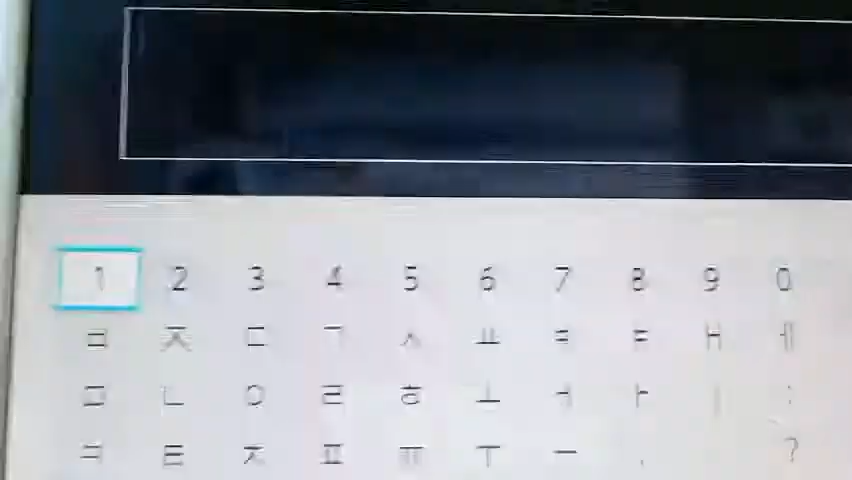 1 2 3 4 5 6 7 8 9 0
ㅂ ㅈ ㄷ ㄱ ㅅ ㅛ ㅕ ㅑ ㅐ ㅔ
ㅁ ㄴ ㅇ ㄹ ㅎ ㅗ ㅓ ㅏ ㅣ :
ㅋ ㅌ ㅊ ㅍ ㅠ ㅜ ㅡ . ?